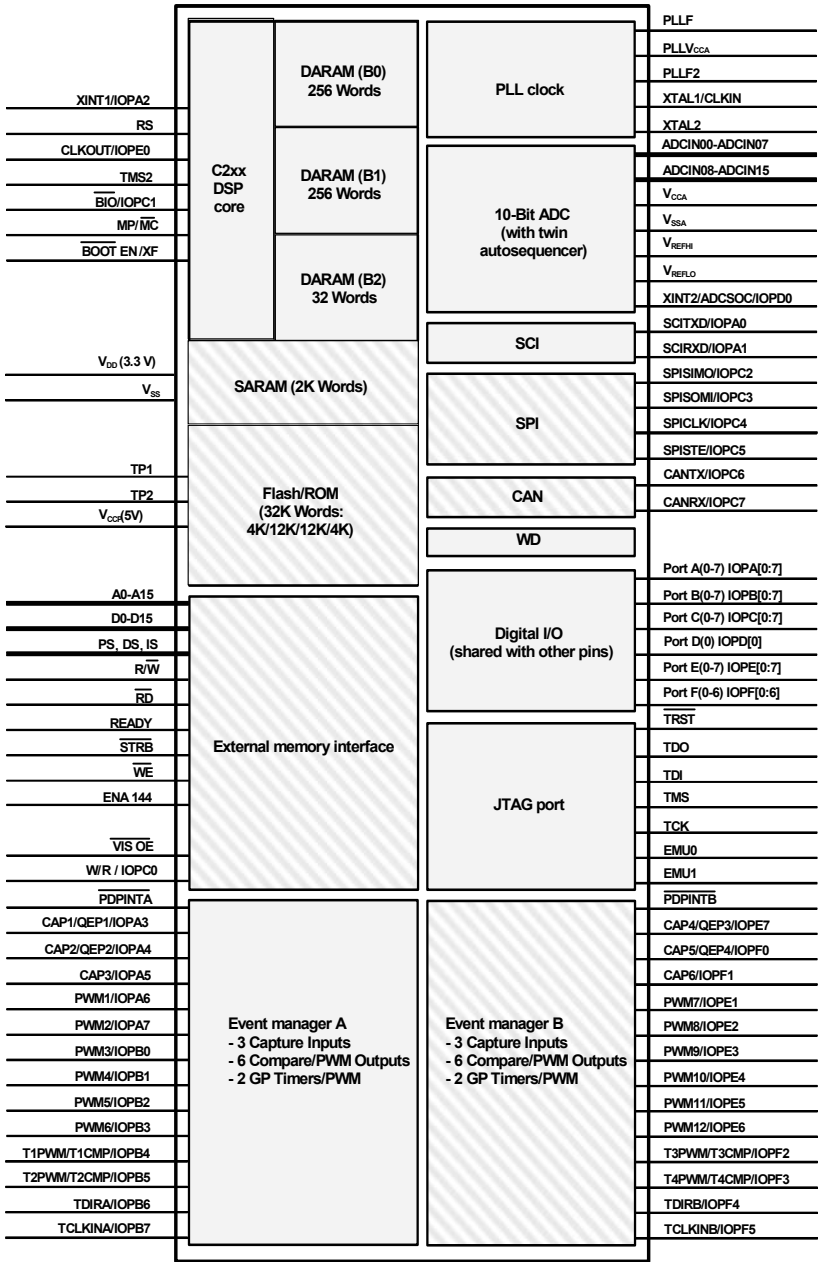 XINT1/IOPA2
RS
CLKOUT/IOPE0
TMS2
BIO/IOPC1
MP/MC
BOOT EN/XF
VDD (3.3 V)
VSS
TP1
TP2
VCCP(5V)
A0-A15
D0-D15
PS, DS, IS
R/W
RD
READY
STRB
WE
ENA 144
VIS OE
W/R / IOPC0
PDPINTA
CAP1/QEP1/IOPA3
CAP2/QEP2/IOPA4
CAP3/IOPA5
PWM1/IOPA6
PWM2/IOPA7
PWM3/IOPB0
PWM4/IOPB1
PWM5/IOPB2
PWM6/IOPB3
T1PWM/T1CMP/IOPB4
T2PWM/T2CMP/IOPB5
TDIRA/IOPB6
TCLKINA/IOPB7
C2xx
DSP
core
DARAM (B0)
256 Words
DARAM (B1)
256 Words
DARAM (B2)
32 Words
SARAM (2K Words)
Flash/ROM
(32K Words:
4K/12K/12K/4K)
External memory interface
Event manager A
- 3 Capture Inputs
- 6 Compare/PWM Outputs
- 2 GP Timers/PWM
PLL clock
10-Bit ADC
(with twin
autosequencer)
SCI
SPI
CAN
WD
Digital I/O
(shared with other pins)
JTAG port
Event manager B
- 3 Capture Inputs
- 6 Compare/PWM Outputs
- 2 GP Timers/PWM
PLLF
PLLVCCA
PLLF2
XTAL1/CLKIN
XTAL2
ADCIN00-ADCIN07
ADCIN08-ADCIN15
VCCA
VSSA
VREFHI
VREFLO
XINT2/ADCSOC/IOPD0
SCITXD/IOPA0
SCIRXD/IOPA1
SPISIMO/IOPC2
SPISOMI/IOPC3
SPICLK/IOPC4
SPISTE/IOPC5
CANTX/IOPC6
CANRX/IOPC7
Port A(0-7) IOPA[0:7]
Port B(0-7) IOPB[0:7]
Port C(0-7) IOPC[0:7]
Port D(0) IOPD[0]
Port E(0-7) IOPE[0:7]
Port F(0-6) IOPF[0:6]
TRST
TDO
TDI
TMS
TCK
EMU0
EMU1
PDPINTB
CAP4/QEP3/IOPE7
CAP5/QEP4/IOPF0
CAP6/IOPF1
PWM7/IOPE1
PWM8/IOPE2
PWM9/IOPE3
PWM10/IOPE4
PWM11/IOPE5
PWM12/IOPE6
T3PWM/T3CMP/IOPF2
T4PWM/T4CMP/IOPF3
TDIRB/IOPF4
TCLKINB/IOPF5